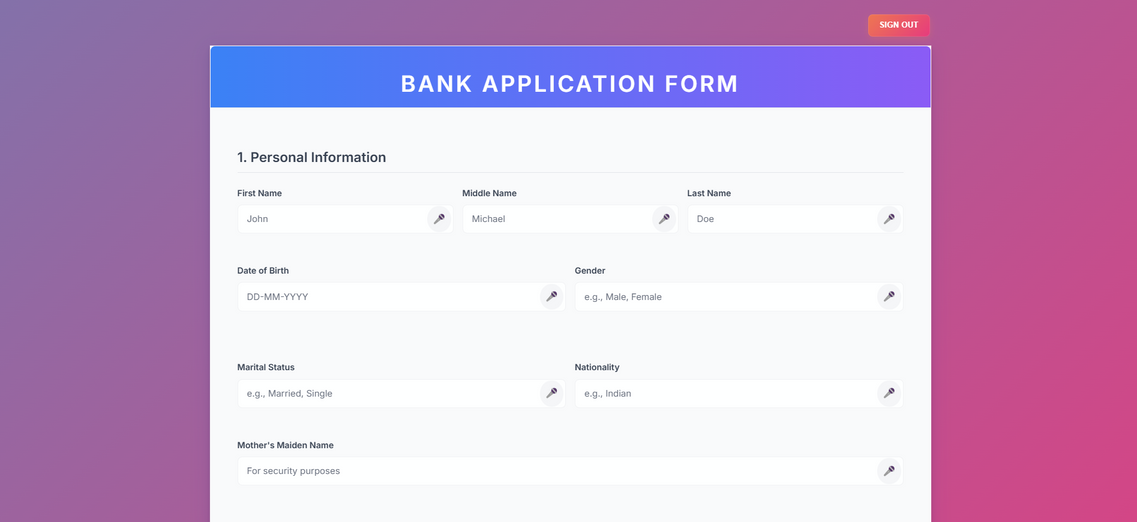 SIGN OUT
BANK APPLICATION FORM
1. Personal Information
First Name Middle Name Last Name
John Michael Doe
Date of Birth Gender
DD-MM-YYYY e.g., Male, Female
Marital Status Nationality
e.g., Married, Single e.g., Indian
Mother's Maiden Name
For security purposes